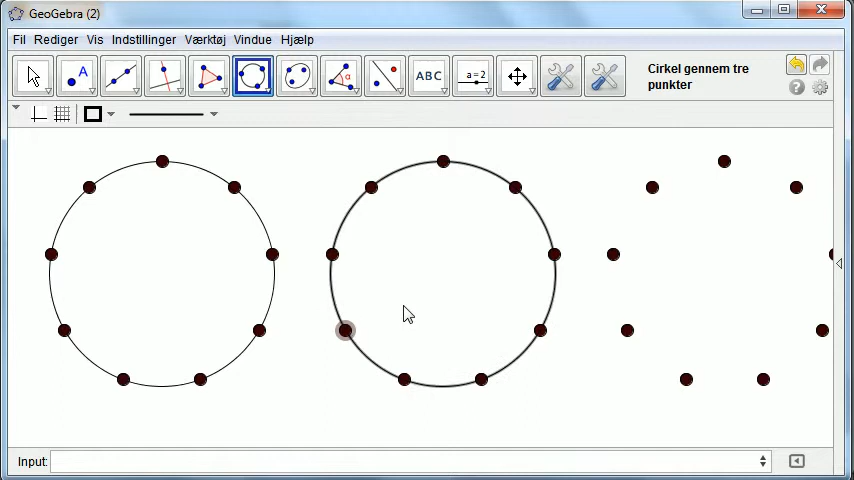 GeoGebra (2)
Fil Rediger Vis Indstillinger Værktøj Vindue Hjælp
A
α
ABC
a=2
Cirkel gennem tre
punkter
Input: